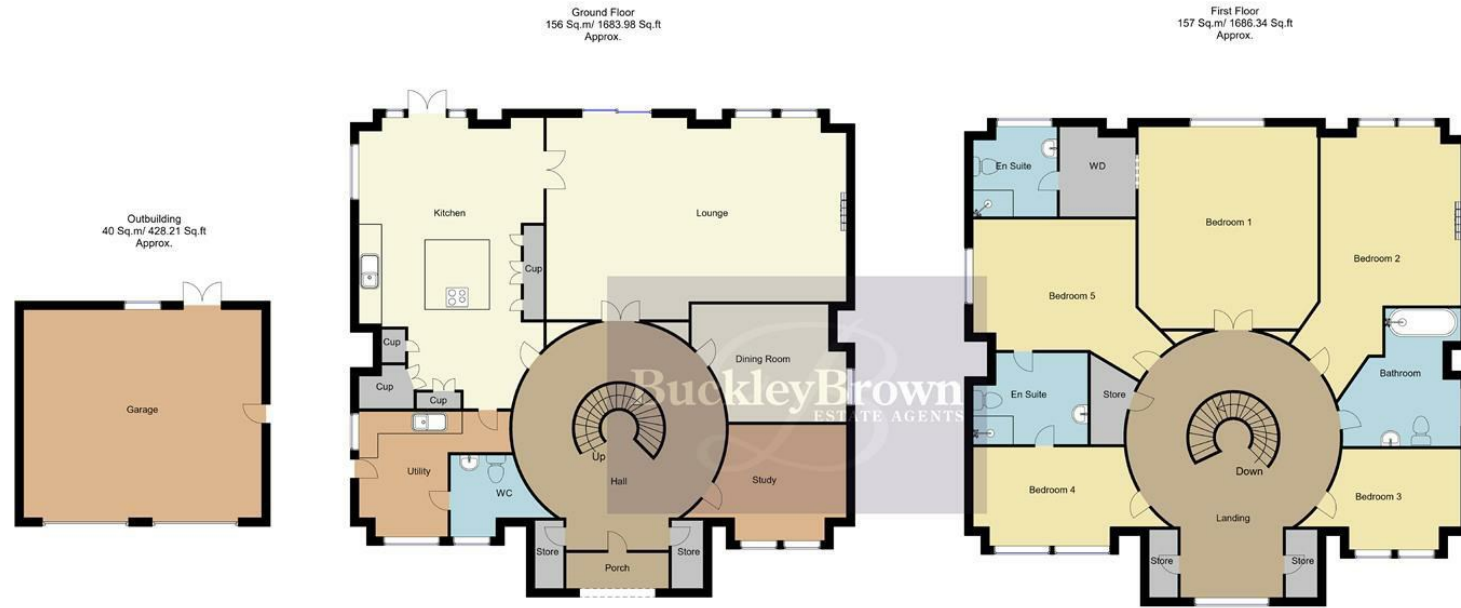 Outbuilding
40 Sq.m/ 428.21 Sq.ft
Approx.
Garage
Ground Floor
156 Sq.m/ 1683.98 Sq.ft
Approx.
Kitchen
Lounge
Cup
Cup
Cup
Cup
Dining Room
Utility
WC
Up
Hall
Study
Store
Store
Porch
BuckleyBrown
ESTATE AGENTS
First Floor
157 Sq.m/ 1686.34 Sq.ft
Approx.
En Suite
WD
Bedroom 1
Bedroom 2
Bedroom 5
En Suite
Store
Bathroom
Down
Bedroom 4
Bedroom 3
Landing
Store
Store